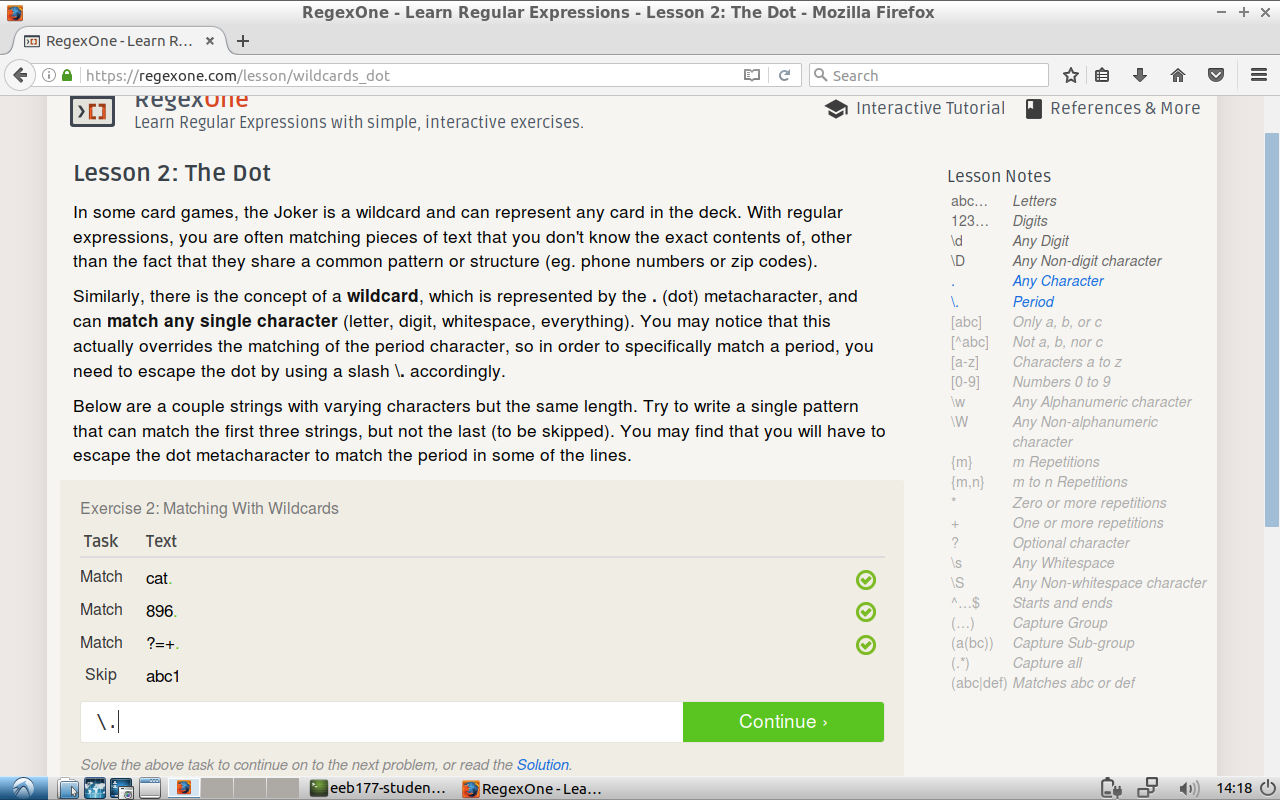 RegexOne - Learn Regular Expressions - Lesson 2: The Dot - Mozilla Firefox
RegexOne - Learn R...
https://regexone.com/lesson/wildcards_dot
Search
RegexOne
Learn Regular Expressions with simple, interactive exercises.
Interactive Tutorial
References & More
Lesson 2: The Dot
In some card games, the Joker is a wildcard and can represent any card in the deck. With regular
expressions, you are often matching pieces of text that you don't know the exact contents of, other
than the fact that they share a common pattern or structure (eg. phone numbers or zip codes).
Similarly, there is the concept of a wildcard, which is represented by the . (dot) metacharacter, and
can match any single character (letter, digit, whitespace, everything). You may notice that this
actually overrides the matching of the period character, so in order to specifically match a period, you
need to escape the dot by using a slash \. accordingly.
Below are a couple strings with varying characters but the same length. Try to write a single pattern
that can match the first three strings, but not the last (to be skipped). You may find that you will have to
escape the dot metacharacter to match the period in some of the lines.
Exercise 2: Matching With Wildcards
Task Text
Match cat.
Match 896.
Match ?=+.
Skip abc1
\.
Continue ›
Solve the above task to continue on to the next problem, or read the Solution.
Lesson Notes
abc… Letters
123… Digits
\d Any Digit
\D Any Non-digit character
. Any Character
\. Period
[abc] Only a, b, or c
[^abc] Not a, b, nor c
[a-z] Characters a to z
[0-9] Numbers 0 to 9
\w Any Alphanumeric character
\W Any Non-alphanumeric
character
{m} m Repetitions
{m,n} m to n Repetitions
* Zero or more repetitions
+ One or more repetitions
? Optional character
\s Any Whitespace
\S Any Non-whitespace character
^…$ Starts and ends
(…) Capture Group
(a(bc)) Capture Sub-group
(.*) Capture all
(abc|def) Matches abc or def
eeb177-studen...
RegexOne - Lea...
14:18